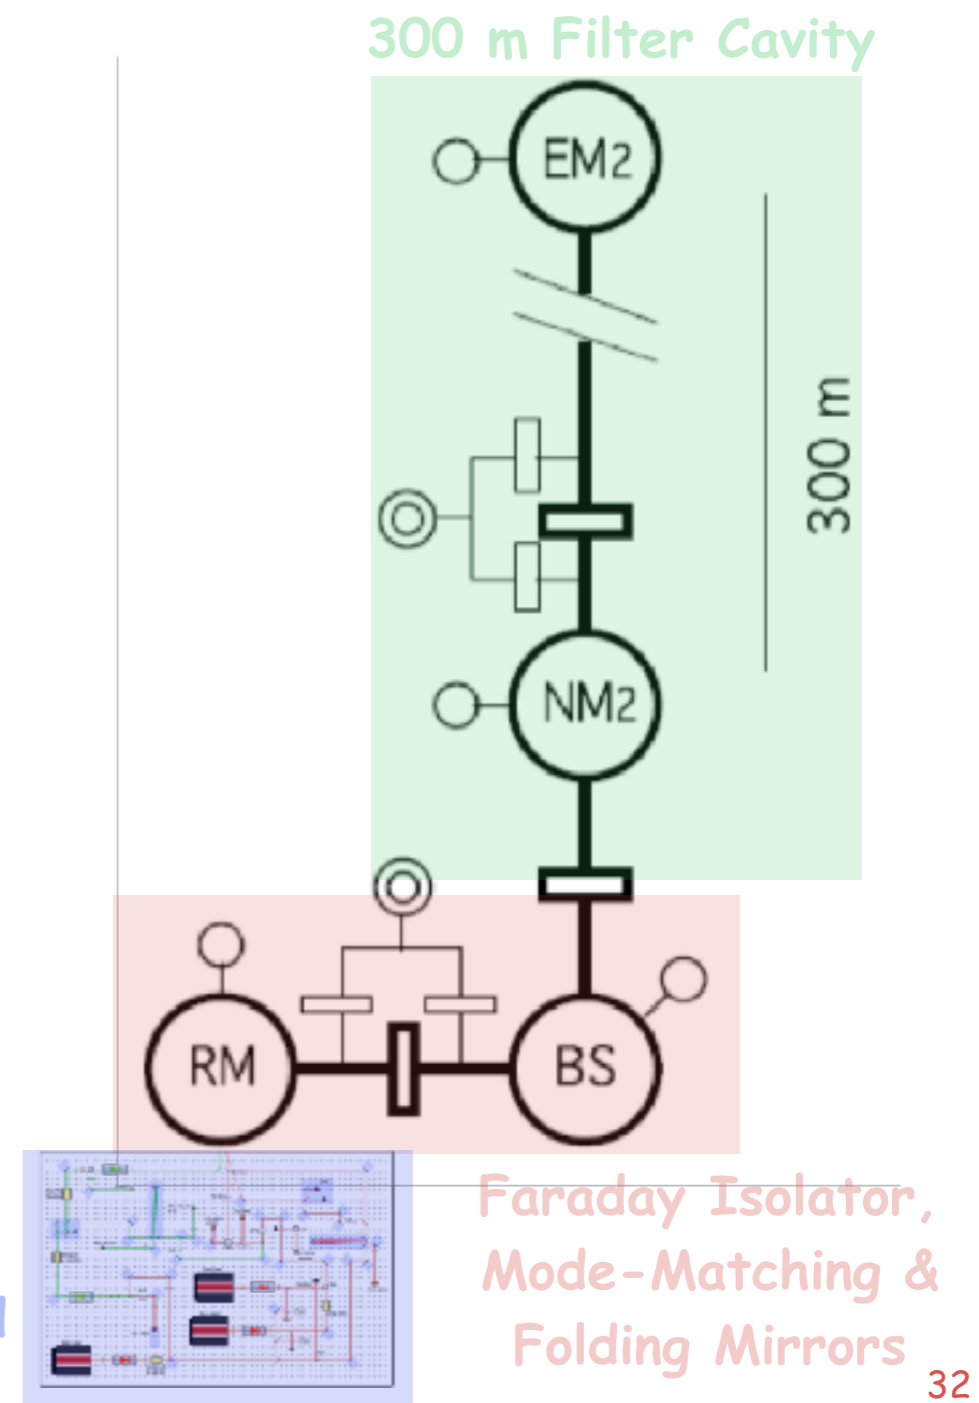 300 m Filter Cavity
EM2
300 m
NM2
RM
BS
Faraday Isolator,
Mode-Matching &
Folding Mirrors
32